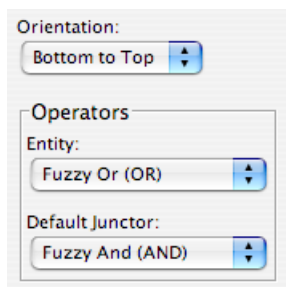 Orientation:
Bottom to Top
Operators
Entity:
Fuzzy Or (OR)
Default Junctor:
Fuzzy And (AND)